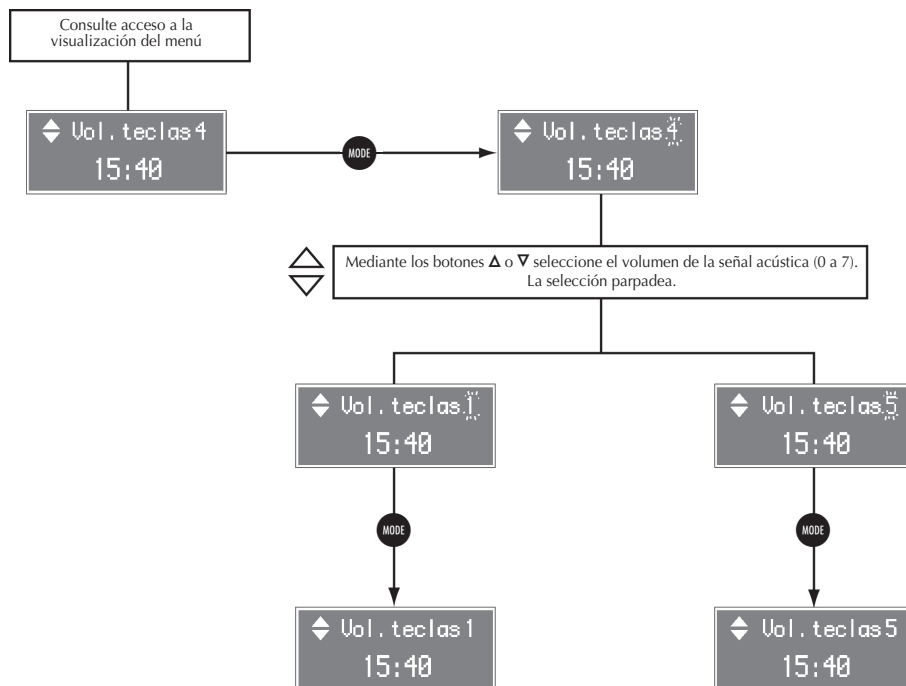 Consulte acceso a la
visualización del menú
Vol.teclas4
15:40
MODE
Vol.teclas4
15:40
Mediante los botones Δ o ∇ seleccione el volumen de la señal acústica (0 a 7).
La selección parpadea.
Vol.teclas1
15:40
Vol.teclas5
15:40
MODE
MODE
Vol.teclas1
15:40
Vol.teclas5
15:40